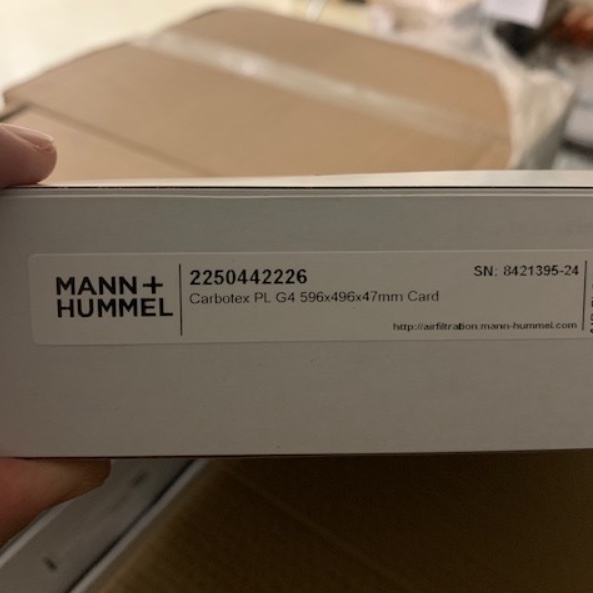 MANN+
HUMMEL
2250442226
Carbotex PL G4 596x496x47mm Card
SN: 8421395-24
http://airfiltration.mann-hummel.com